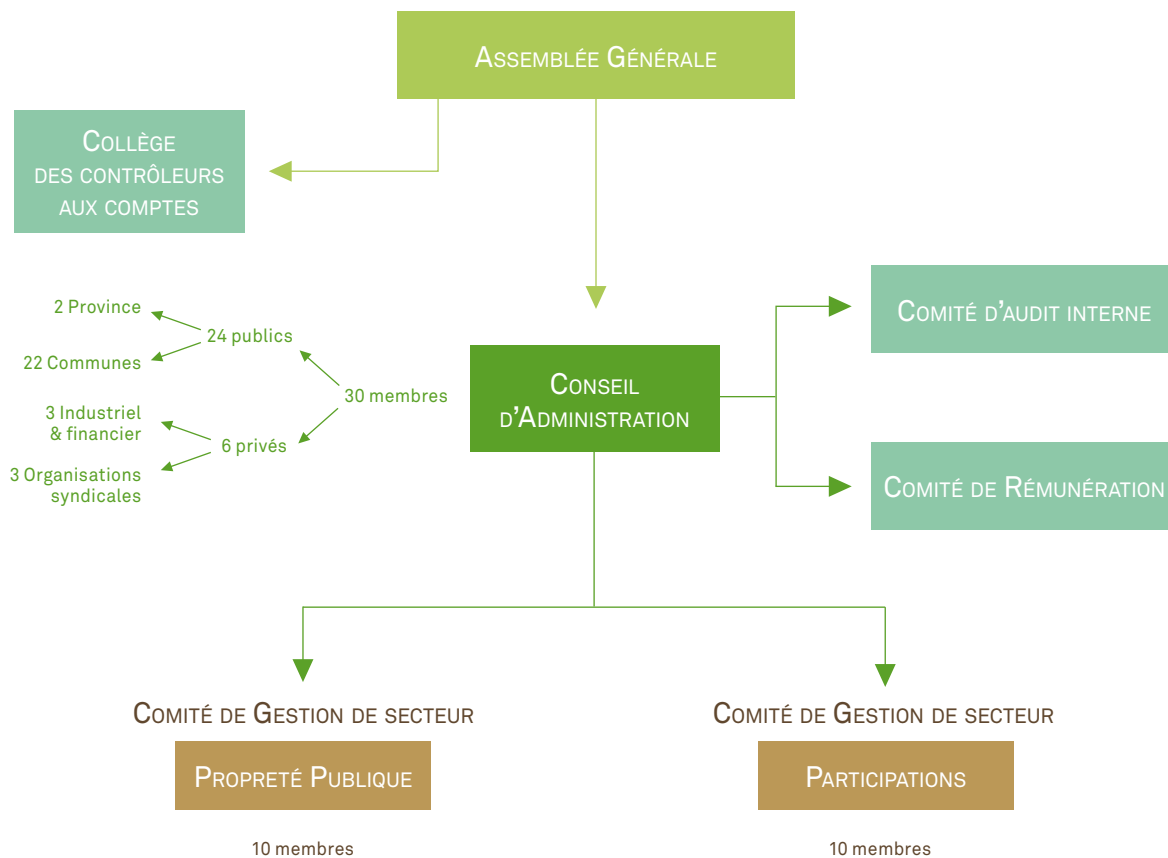 Assemblée Générale
Collège
des contrôleurs
aux comptes
2 Province
24 publics
22 Communes
30 membres
3 Industriel
& financier
6 privés
3 Organisations
syndicales
Conseil
d'Administration
Comité d'audit interne
Comité de Rémunération
Comité de Gestion de secteur
Propreté Publique
10 membres
Comité de Gestion de secteur
Participations
10 membres